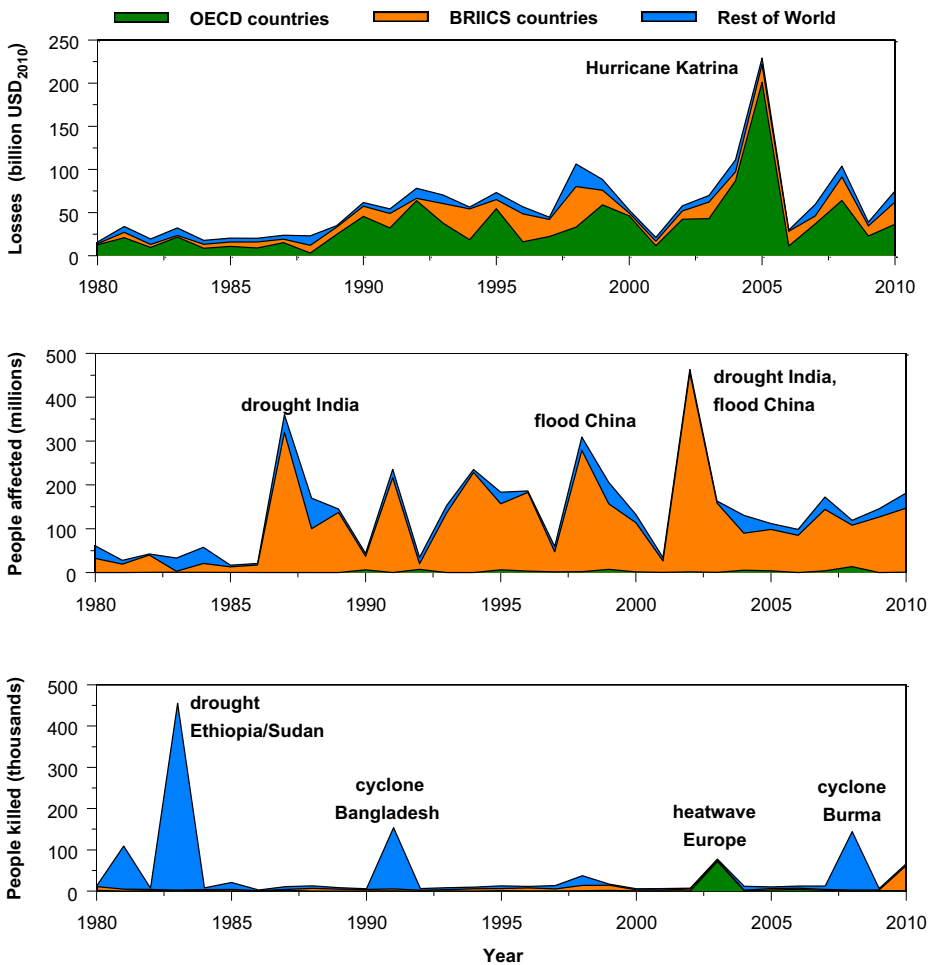 OECD countries BRIICS countries Rest of World
Losses (billion USD2010)
250
200
150
100
50
0
Hurricane Katrina
1980 1985 1990 1995 2000 2005 2010
People affected (millions)
500
400
300
200
100
0
drought India
flood China
drought India,
flood China
1980 1985 1990 1995 2000 2005 2010
People killed (thousands)
500
400
300
200
100
0
drought
Ethiopia/Sudan
cyclone
Bangladesh
heatwave
Europe
cyclone
Burma
1980 1985 1990 1995 2000 2005 2010
Year